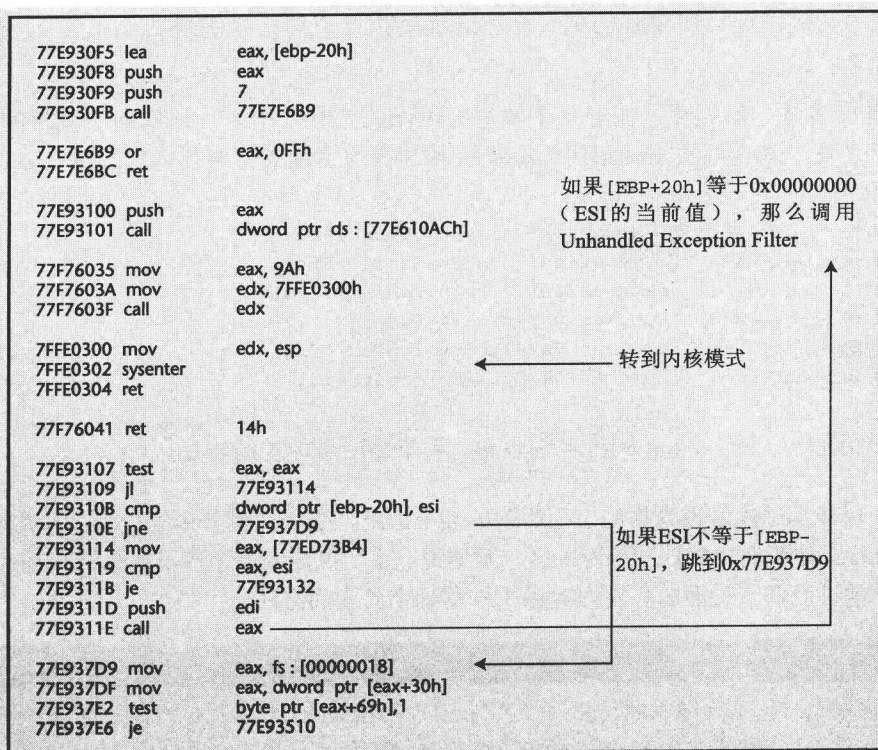 77E930F5 lea eax, [ebp-20h]
77E930F8 push eax
77E930F9 push 7
77E930FB call 77E7E6B9
77E7E6B9 or eax, 0FFh
77E7E6BC ret
77E93100 push eax
77E93101 call dword ptr ds : [77E610ACh]
77F76035 mov eax, 9Ah
77F7603A mov edx, 7FFE0300h
77F7603F call edx
7FFE0300 mov edx, esp
7FFE0302 sysenter
7FFE0304 ret
77F76041 ret 14h
77E93107 test eax, eax
77E93109 jl 77E93114
77E9310B cmp dword ptr [ebp-20h], esi
77E9310E jne 77E937D9
77E93114 mov eax, [77ED73B4]
77E93119 cmp eax, esi
77E9311B je 77E93132
77E9311D push edi
77E9311E call eax
77E937D9 mov eax, fs : [00000018]
77E937DF mov eax, dword ptr [eax+30h]
77E937E2 test byte ptr [eax+69h],1
77E937E6 je 77E93510
如果[EBP+20h]等于0x00000000
（ESI的当前值），那么调用
Unhandled Exception Filter
转到内核模式
如果ESI不等于[EBP-
20h]，跳到0x77E937D9